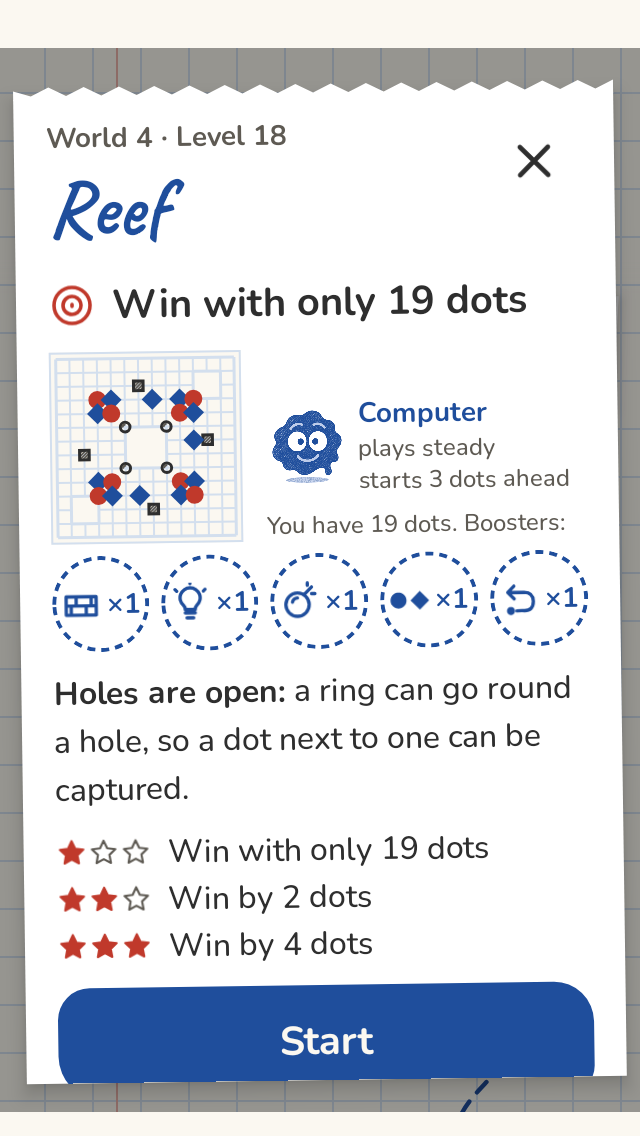 World 4 · Level 18
Reef
Win with only 19 dots
Computer
plays steady
starts 3 dots ahead
You have 19 dots. Boosters:
×1 ×1 ×1 ×1 ×1
Holes are open: a ring can go round
a hole, so a dot next to one can be
captured.
Win with only 19 dots
Win by 2 dots
Win by 4 dots
Start